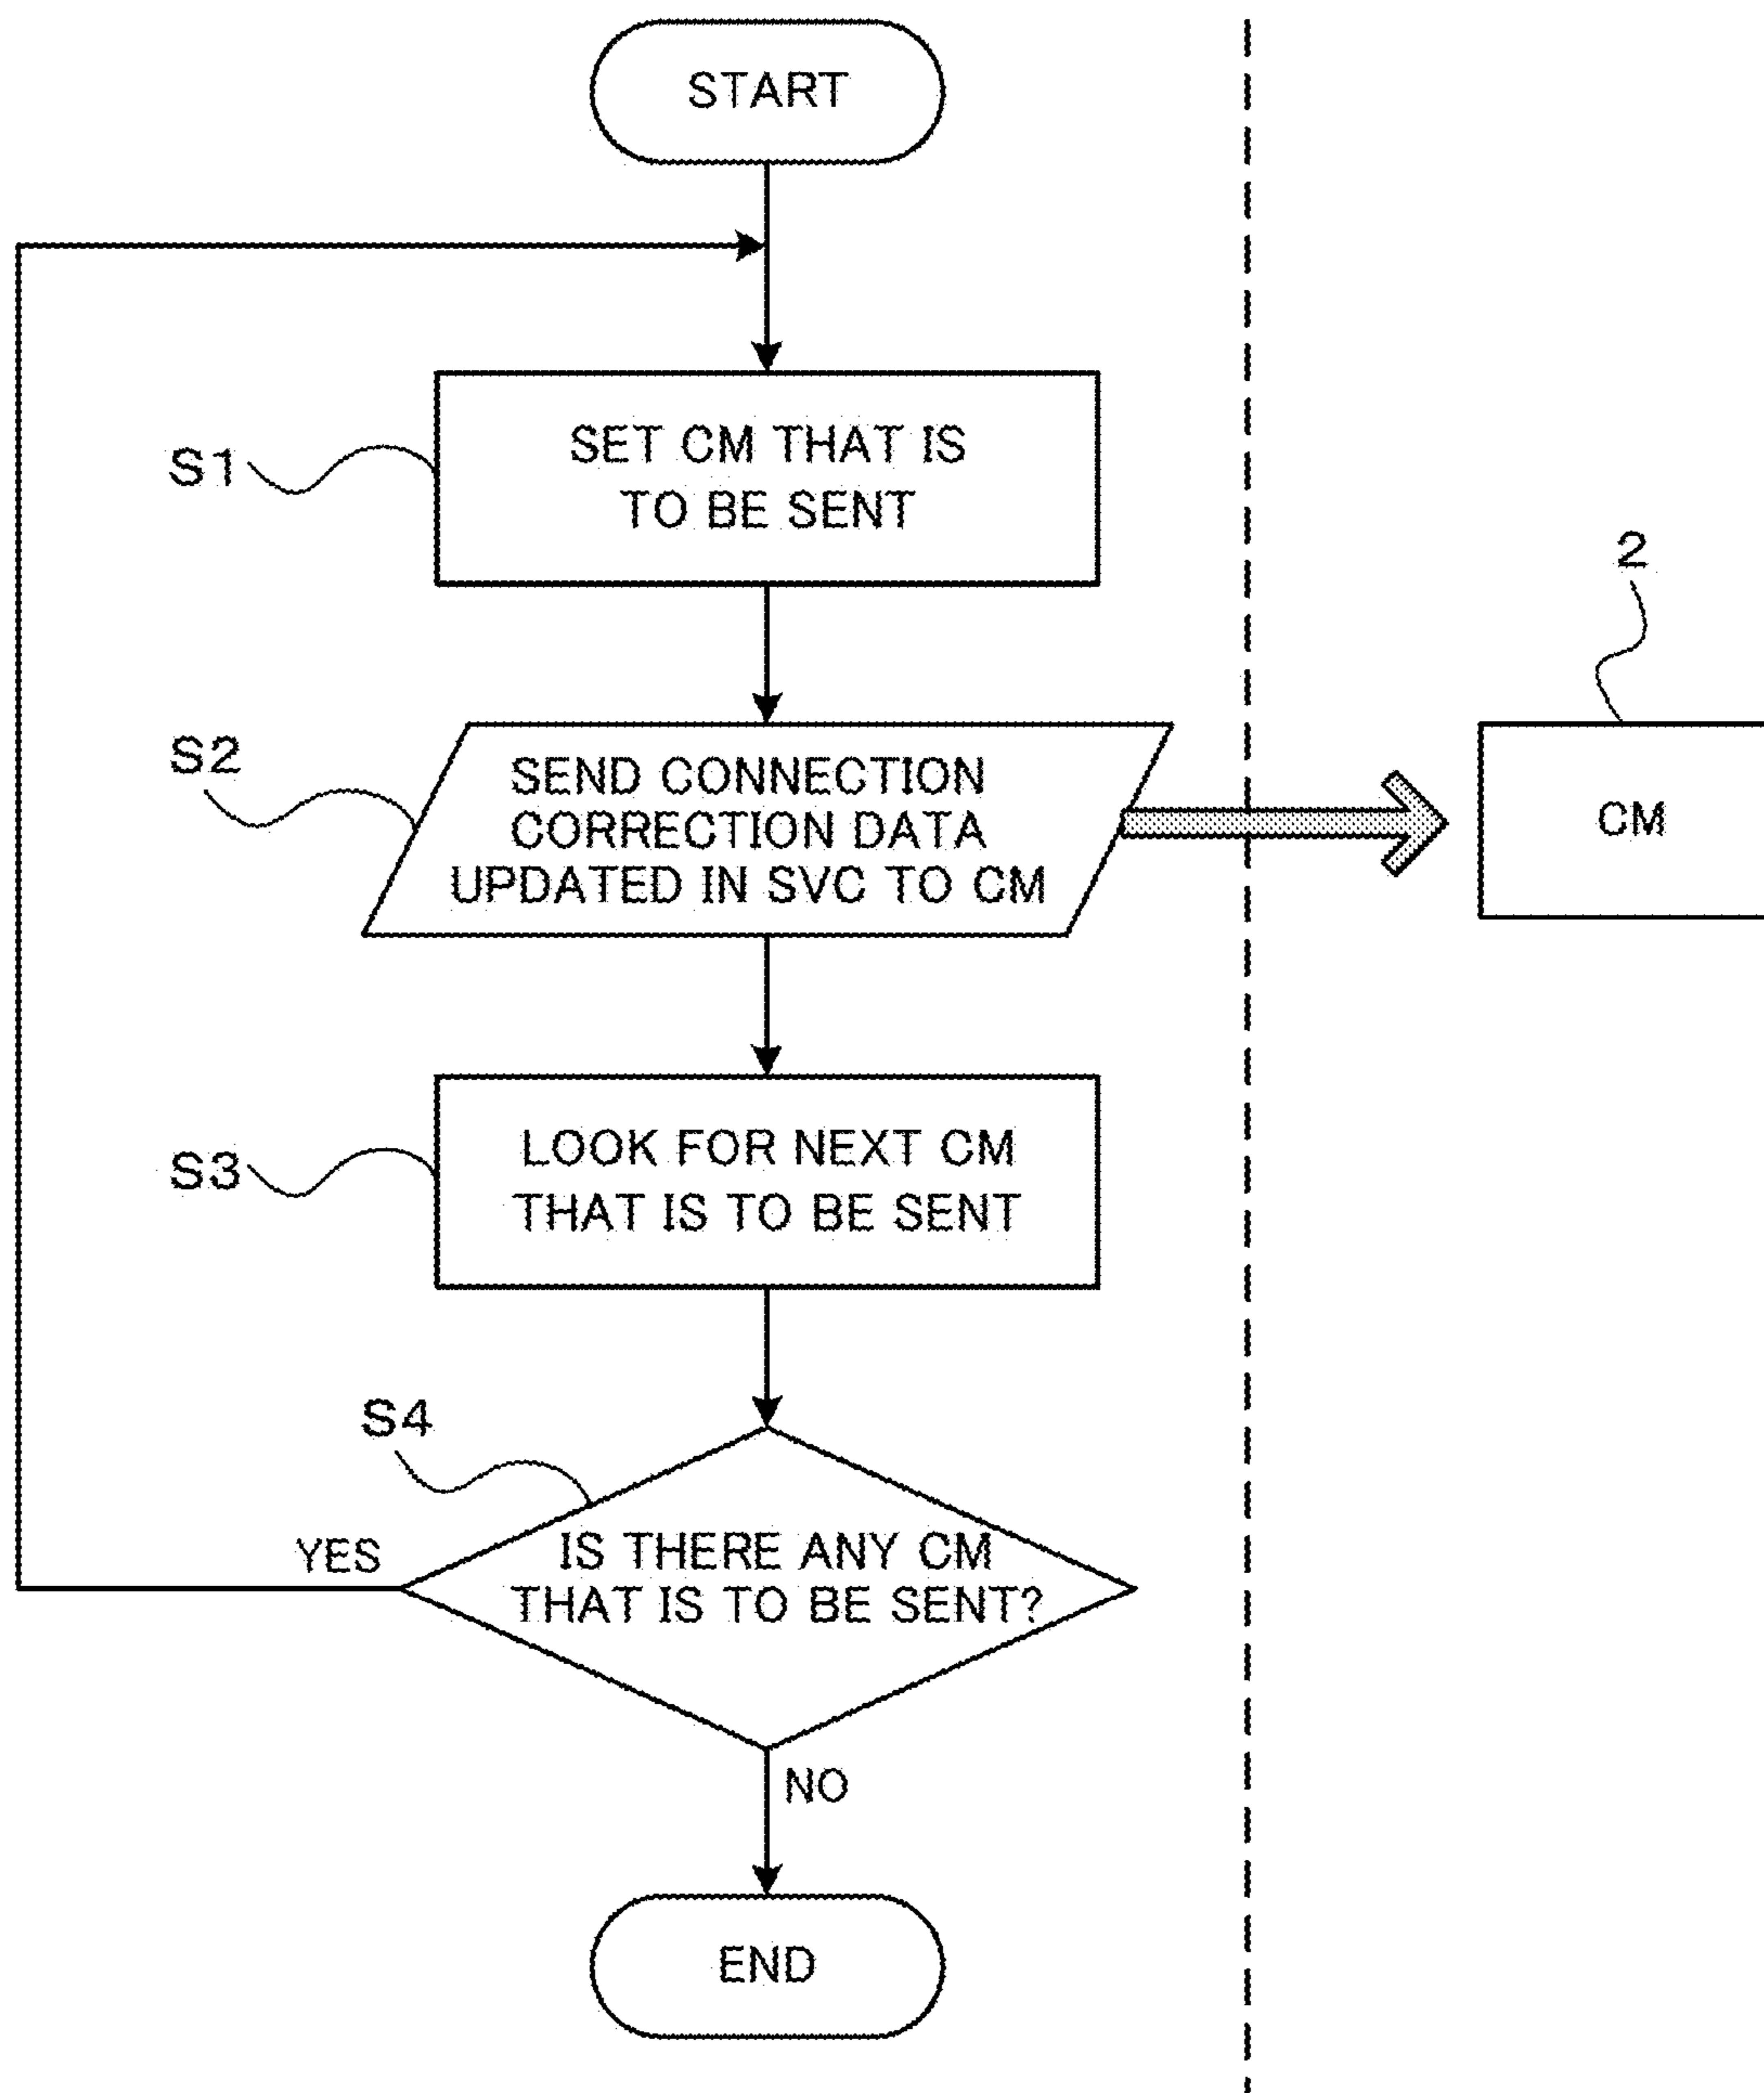 START
S1
SET CM THAT IS
TO BE SENT
2
S2
SEND CONNECTION
CORRECTION DATA
UPDATED IN SVC TO CM
CM
S3
LOOK FOR NEXT CM
THAT IS TO BE SENT
S4
YES
IS THERE ANY CM
THAT IS TO BE SENT?
NO
END